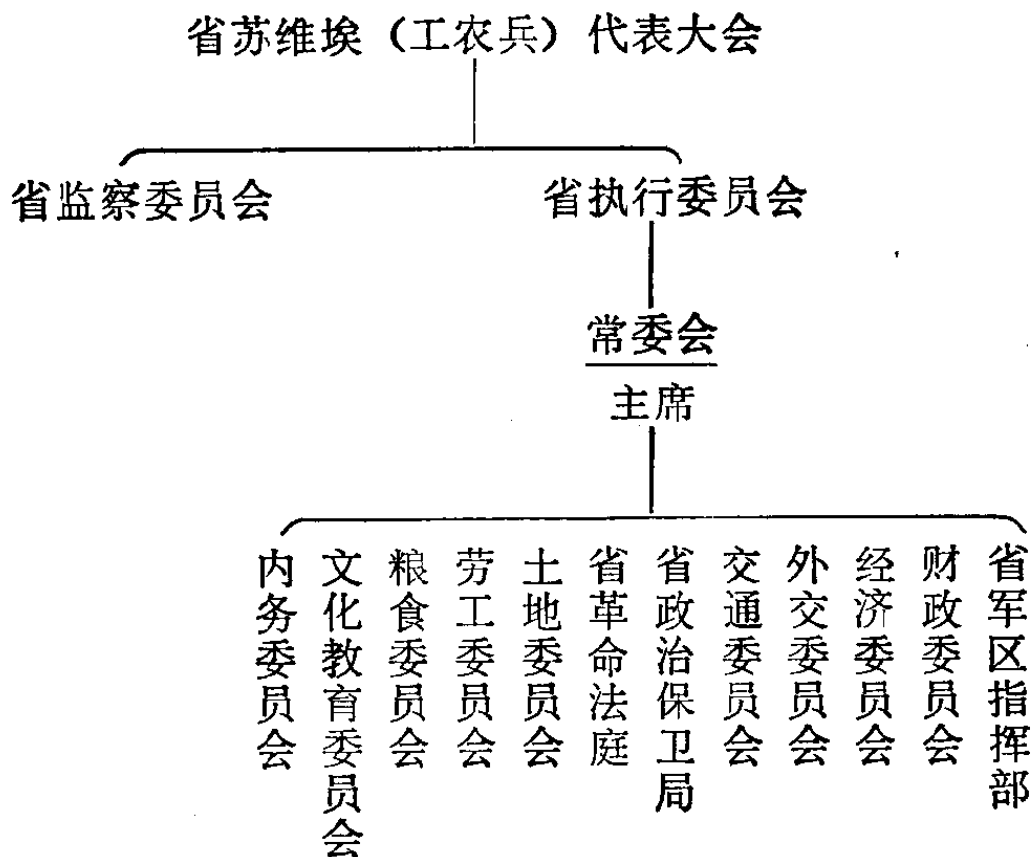 省苏维埃（工农兵）代表大会
省监察委员会
省执行委员会
常委会
主席
内务委员会
文化教育委员会
粮食委员会
劳工委员会
土地委员会
省革命法庭
省政治保卫局
交通委员会
外交委员会
经济委员会
财政委员会
省军区指挥部